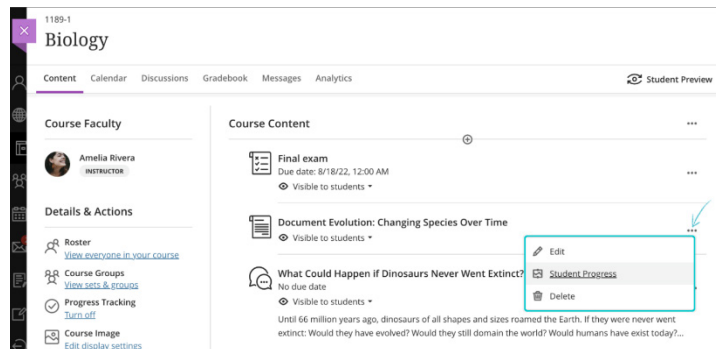 1189-1
Biology
Content Calendar Discussions Gradebook Messages Analytics
Student Preview
Course Faculty
Amelia Rivera
INSTRUCTOR
Details & Actions
Roster
View everyone in your course
Course Groups
View sets & groups
Progress Tracking
Turn off
Course Image
Edit display settings
Course Content
Final exam
Due date: 8/18/22, 12:00 AM
Visible to students
Document Evolution: Changing Species Over Time
Visible to students
Edit
Student Progress
Delete
What Could Happen if Dinosaurs Never Went Extinct?
No due date
Visible to students
Until 66 million years ago, dinosaurs of all shapes and sizes roamed the Earth. If they were never went
extinct: Would they have evolved? Would they still domain the world? Would humans have exist today?...